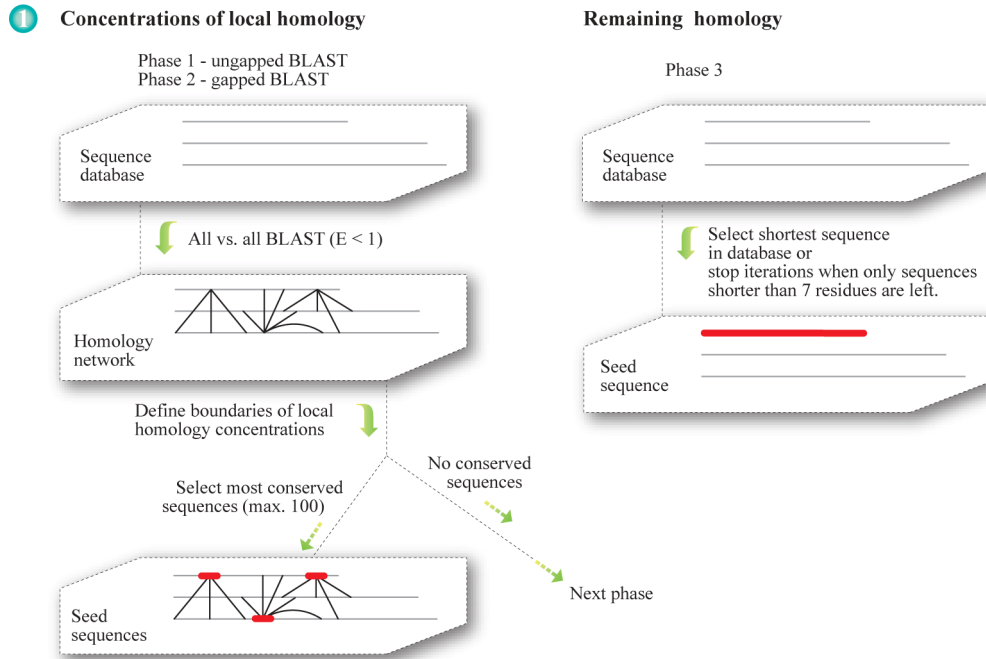 1 Concentrations of local homology
Phase 1 - ungapped BLAST
Phase 2 - gapped BLAST
Sequence
database
All vs. all BLAST (E < 1)
Homology
network
Define boundaries of local
homology concentrations
Select most conserved
sequences (max. 100)
No conserved
sequences
Seed
sequences
Next phase
Remaining homology
Phase 3
Sequence
database
Select shortest sequence
in database or
stop iterations when only sequences
shorter than 7 residues are left.
Seed
sequence